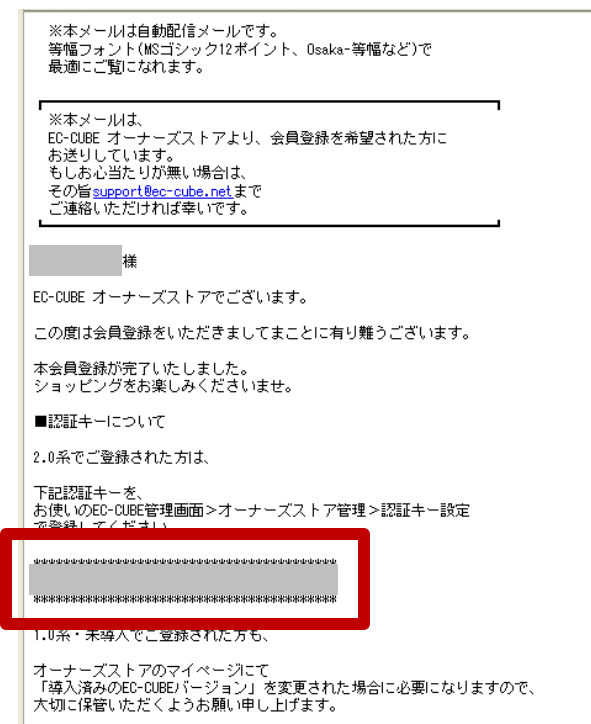 ※本メールは自動配信メールです。
等幅フォント(MSゴシック12ポイント、Osaka-等幅など)で
最適にご覧になれます。
※本メールは、
EC-CUBE オーナーズストアより、会員登録を希望された方に
お送りしています。
もしお心当たりが無い場合は、
その旨support@ec-cube.netまで
ご連絡いただければ幸いです。
様
EC-CUBE オーナーズストアでございます。
この度は会員登録をいただきましてまことに有り難うございます。
本会員登録が完了いたしました。
ショッピングをお楽しみくださいませ。
■認証キーについて
2.0系でご登録された方は、
下記認証キーを、
お使いのEC-CUBE管理画面＞オーナーズストア管理＞認証キー設定
で登録してください
******************************************
******************************************
1.0系・未導入でご登録された方も、
オーナーズストアのマイページにて
「導入済みのEC-CUBEバージョン」を変更された場合に必要になりますので、
大切に保管いただくようお願い申し上げます。